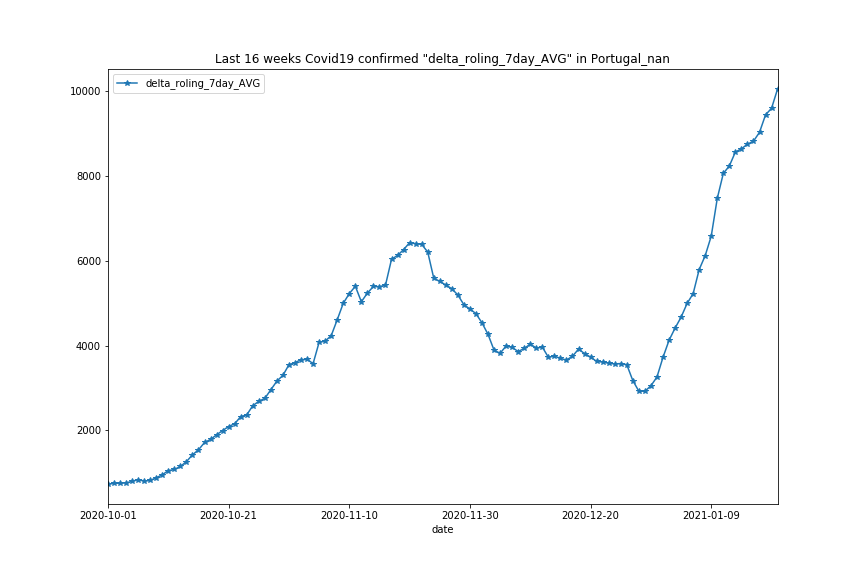 Last 16 weeks Covid19 confirmed "delta_roling_7day_AVG" in Portugal_nan
delta_roling_7day_AVG
10000
8000
6000
4000
2000
2020-10-01 2020-10-21 2020-11-10 2020-11-30 2020-12-20 2021-01-09
date